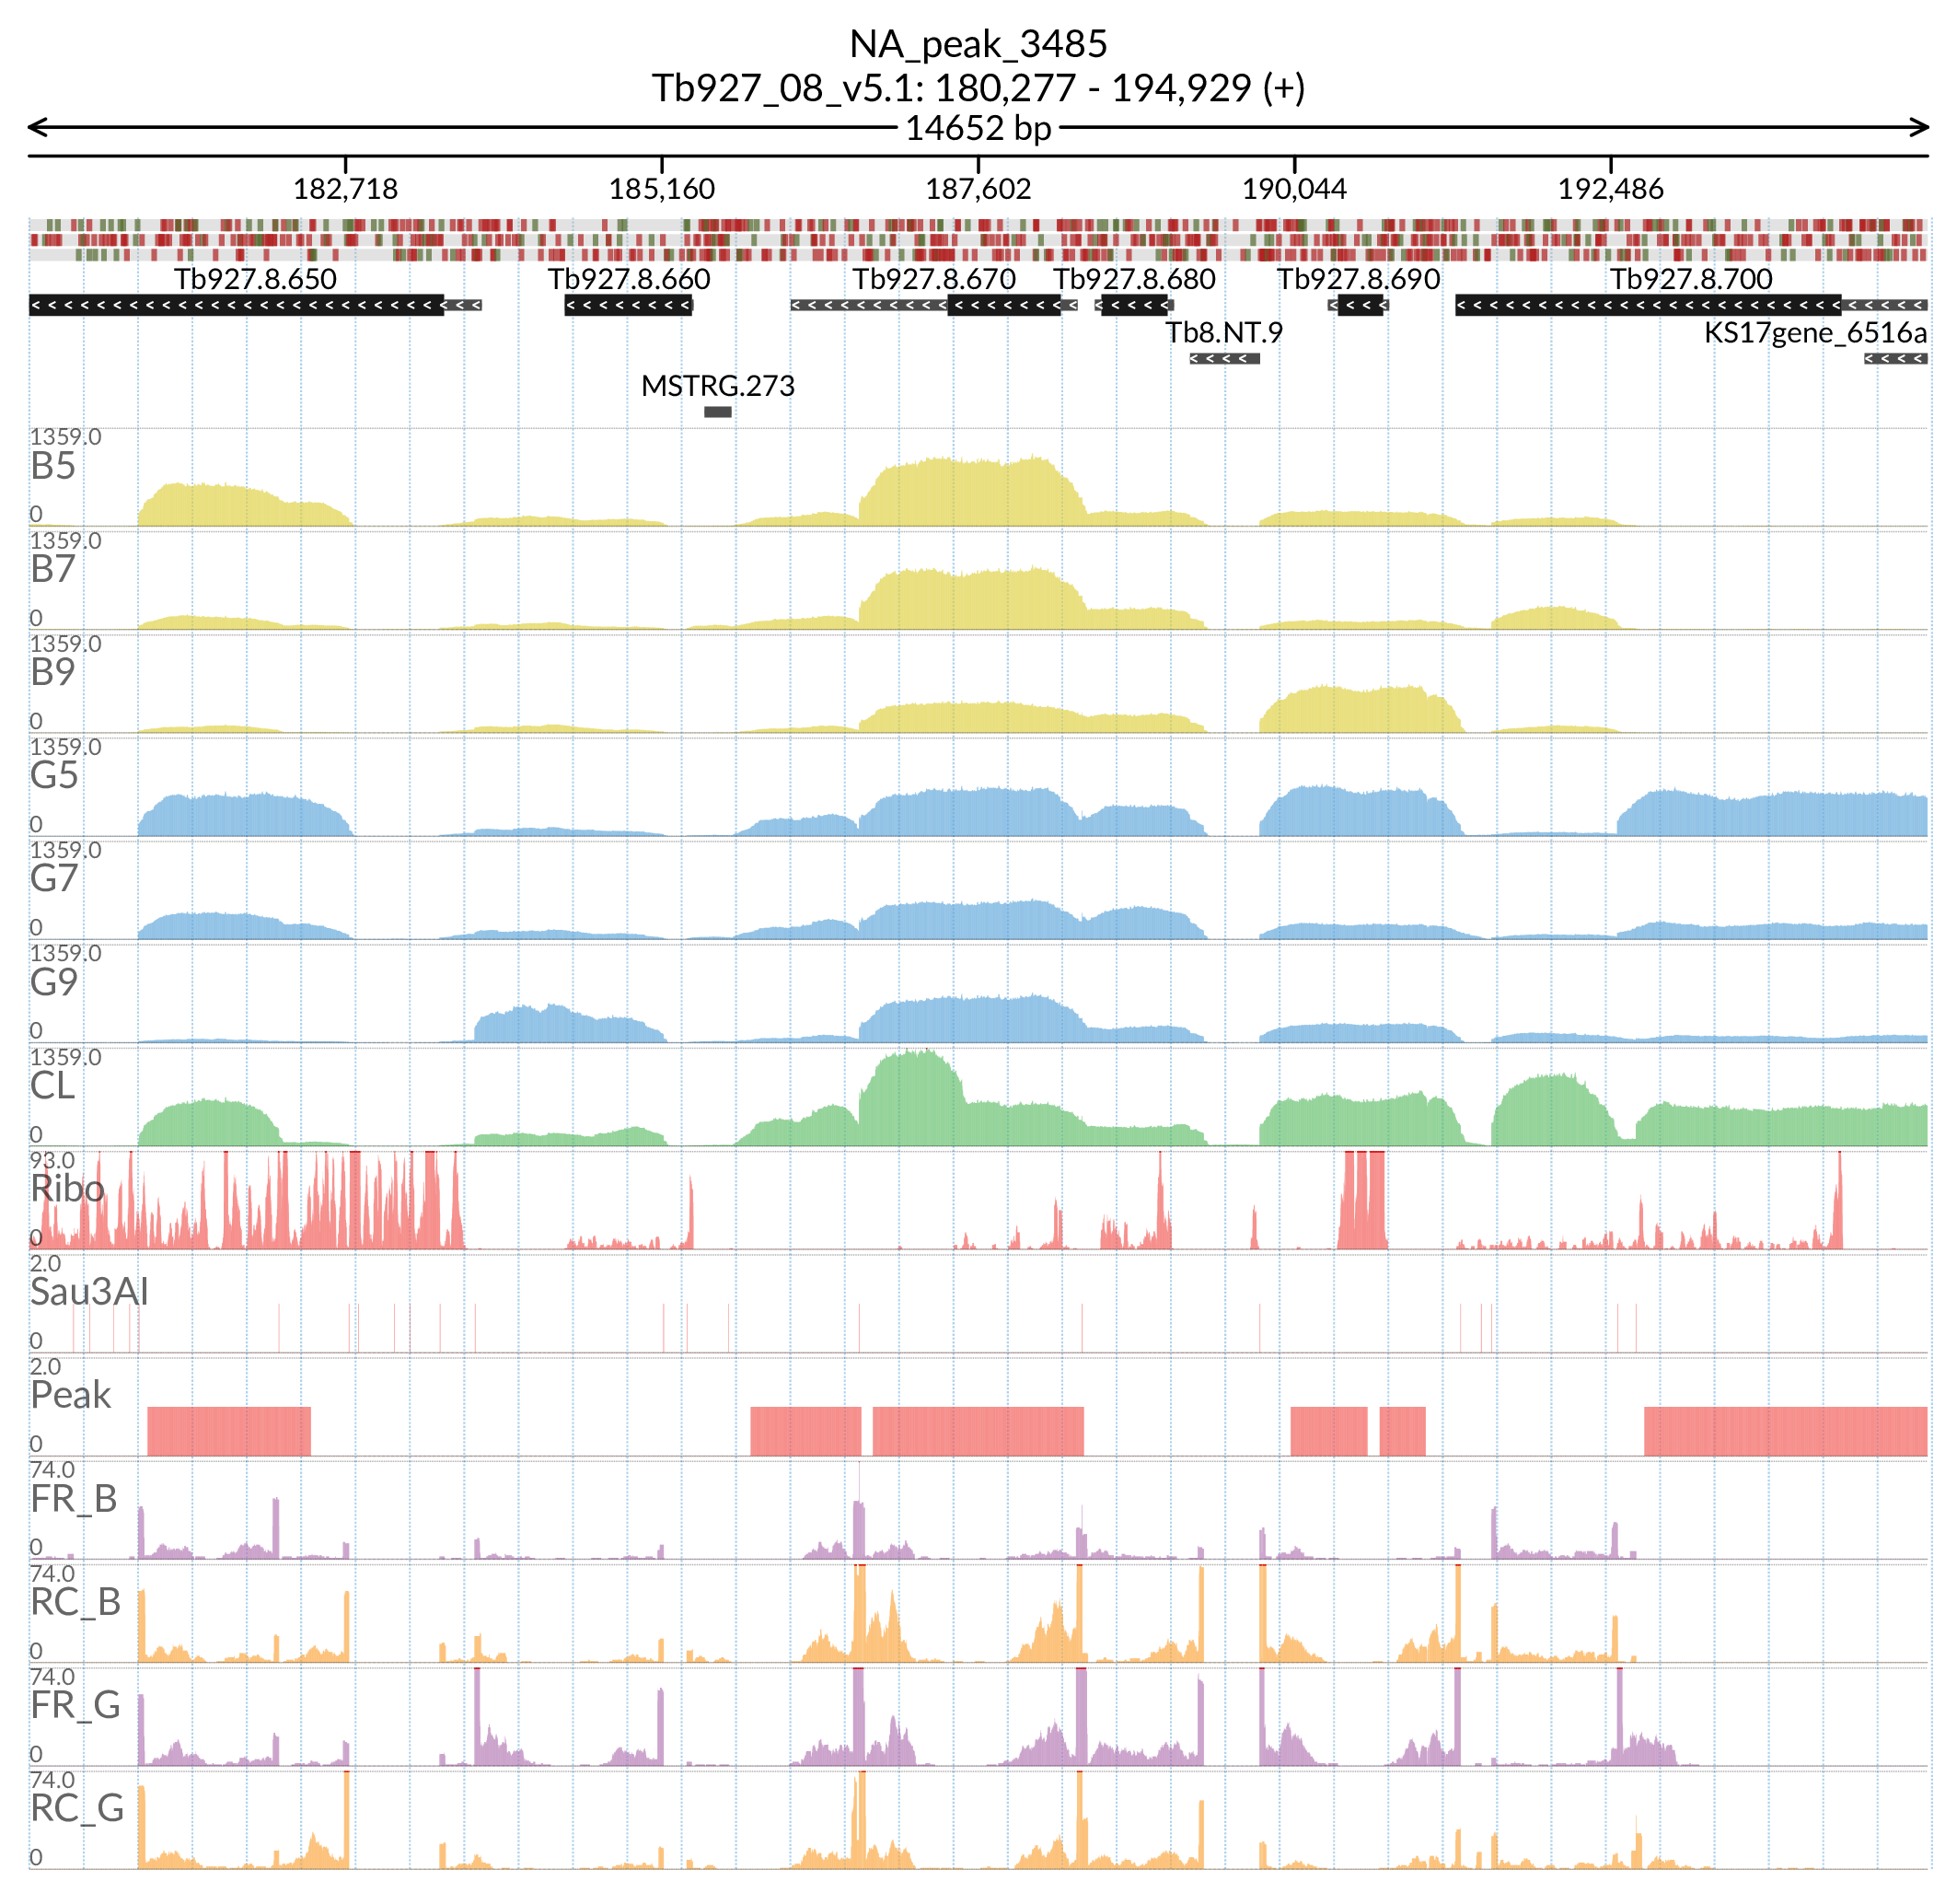 NA_peak_3485
Tb927_08_v5.1: 180,277 - 194,929 (+)
14652 bp
182,718 185,160 187,602 190,044 192,486
Tb927.8.650 Tb927.8.660 Tb927.8.670 Tb927.8.680 Tb927.8.690 Tb927.8.700
Tb8.NT.9 KS17gene_6516a
MSTRG.273
1359.0
B5
0
1359.0
B7
0
1359.0
B9
0
1359.0
G5
0
1359.0
G7
0
1359.0
G9
0
1359.0
CL
0
93.0
Ribo
0
2.0
Sau3AI
0
2.0
Peak
0
74.0
FR_B
0
74.0
RC_B
0
74.0
FR_G
0
74.0
RC_G
0